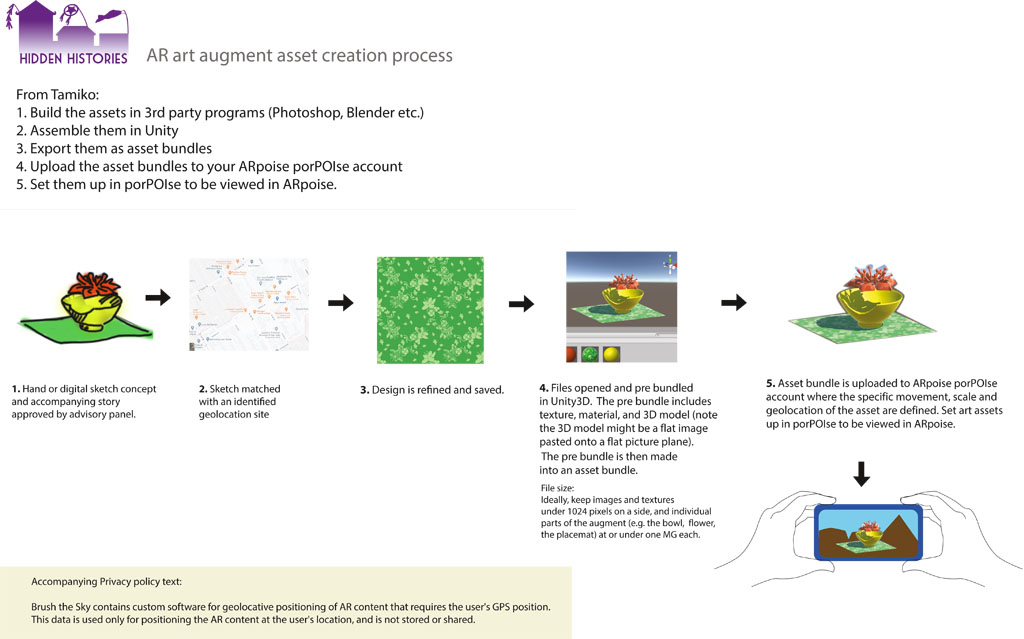 HIDDEN HISTORIES
AR art augment asset creation process
From Tamiko:
1. Build the assets in 3rd party programs (Photoshop, Blender etc.)
2. Assemble them in Unity
3. Export them as asset bundles
4. Upload the asset bundles to your ARpoise porPOIse account
5. Set them up in porPOIse to be viewed in ARpoise.
1. Hand or digital sketch concept
and accompanying story
approved by advisory panel.
2. Sketch matched
with an identified
geolocation site
3. Design is refined and saved.
4. Files opened and pre bundled
in Unity3D. The pre bundle includes
texture, material, and 3D model (note
the 3D model might be a flat image
pasted onto a flat picture plane).
The pre bundle is then made
into an asset bundle.
File size:
Ideally, keep images and textures
under 1024 pixels on a side, and individual
parts of the augment (e.g. the bowl, flower,
the placemat) at or under one MG each.
5. Asset bundle is uploaded to ARpoise porPOIse
account where the specific movement, scale and
geolocation of the asset are defined. Set art assets
up in porPOIse to be viewed in ARpoise.
Accompanying Privacy policy text:
Brush the Sky contains custom software for geolocative positioning of AR content that requires the user's GPS position.
This data is used only for positioning the AR content at the user's location, and is not stored or shared.